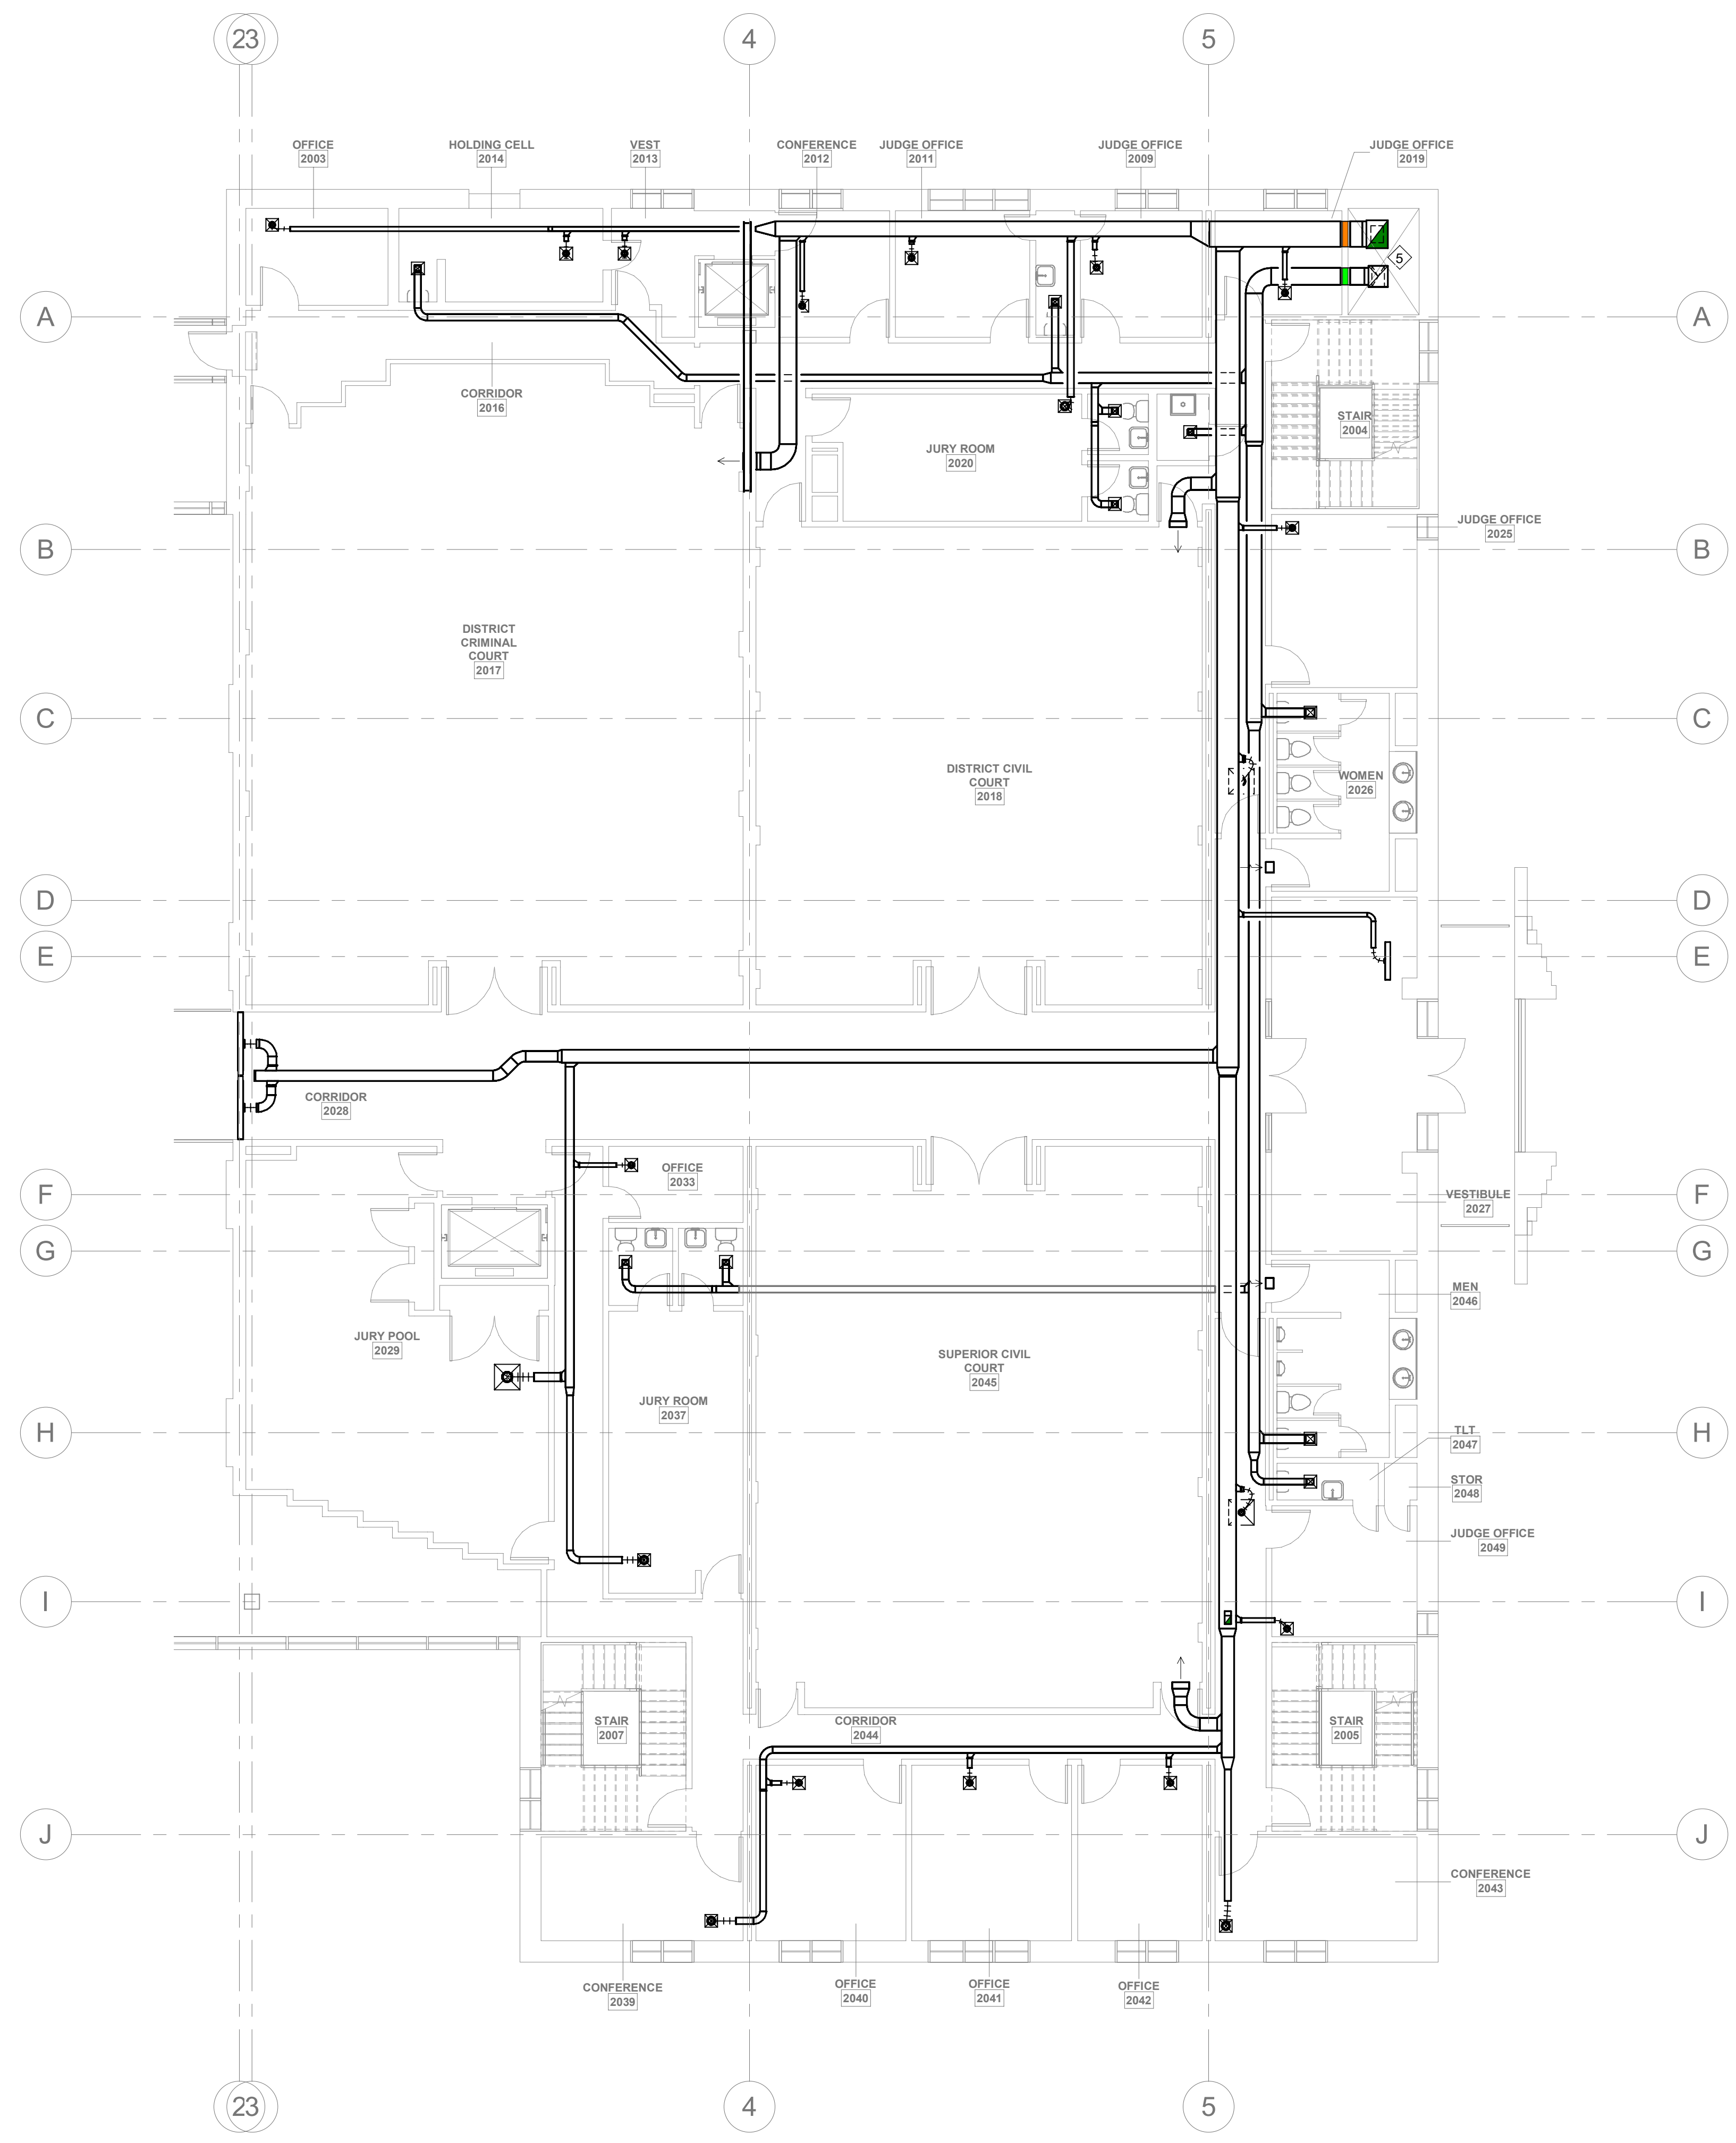 23
4
5
OFFICE
2003
HOLDING CELL
2014
VEST
2013
CONFERENCE
2012
JUDGE OFFICE
2011
JUDGE OFFICE
2009
JUDGE OFFICE
2019
5
A
A
CORRIDOR
2016
STAIR
2004
JURY ROOM
2020
JUDGE OFFICE
2025
B
B
DISTRICT
CRIMINAL
COURT
2017
C
C
DISTRICT CIVIL
COURT
2018
WOMEN
2026
D
D
E
E
CORRIDOR
2028
OFFICE
2033
F
F
VESTIBULE
2027
G
G
MEN
2046
JURY POOL
2029
SUPERIOR CIVIL
COURT
2045
JURY ROOM
2037
H
H
TLT
2047
STOR
2048
JUDGE OFFICE
2049
I
I
STAIR
2007
CORRIDOR
2044
STAIR
2005
J
J
CONFERENCE
2043
CONFERENCE
2039
OFFICE
2040
OFFICE
2041
OFFICE
2042
23
4
5